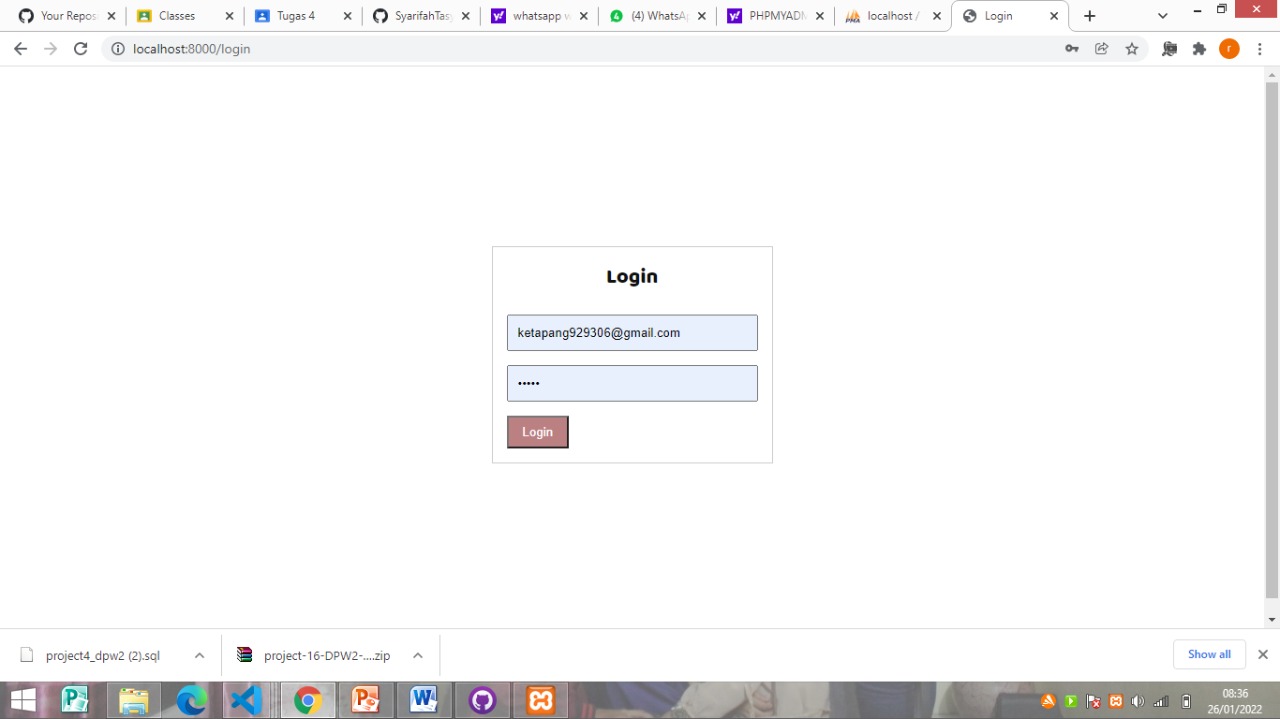 Your Repos
Classes
Tugas 4
SyarifahTas
whatsapp w
(4) WhatsA
PHPMYADM
localhost /
Login
localhost:8000/login
r
Login
ketapang929306@gmail.com
•••••
Login
project4_dpw2 (2).sql
project-16-DPW2-....zip
Show all
08:36
26/01/2022